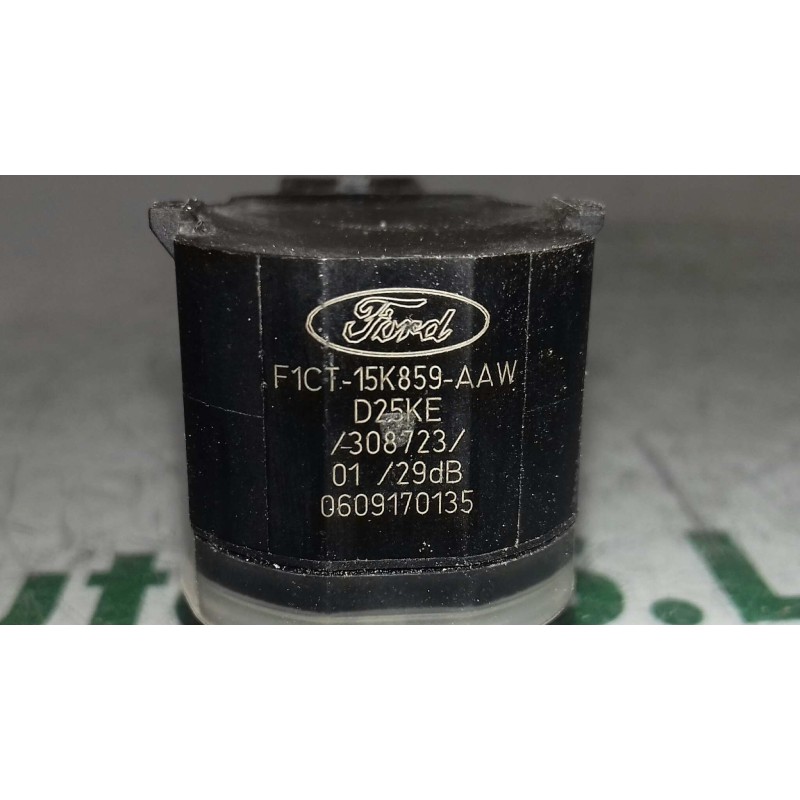 Ford
F1CT-15K859-AAW
D25KE
/-308723/
01 /29dB
0609170135